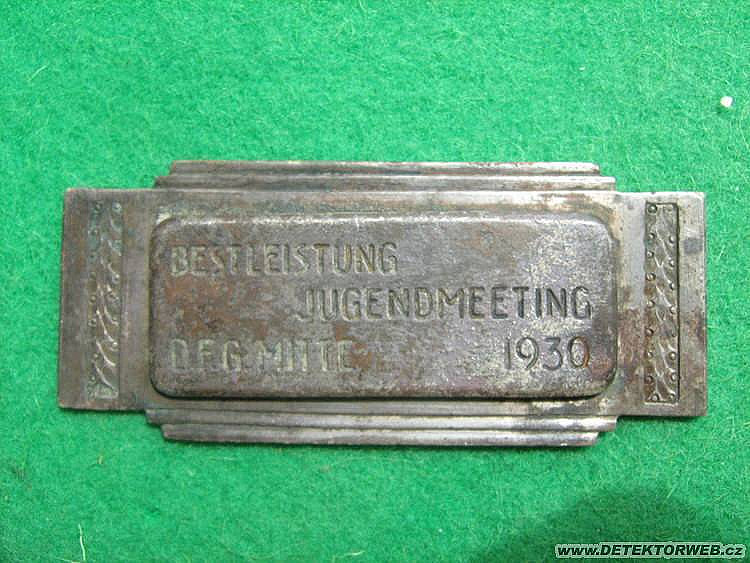 BESTLEISTUNG
JUGENDMEETING
D.F.G. MITTE 1930
www.DETEKTORWEB.cz